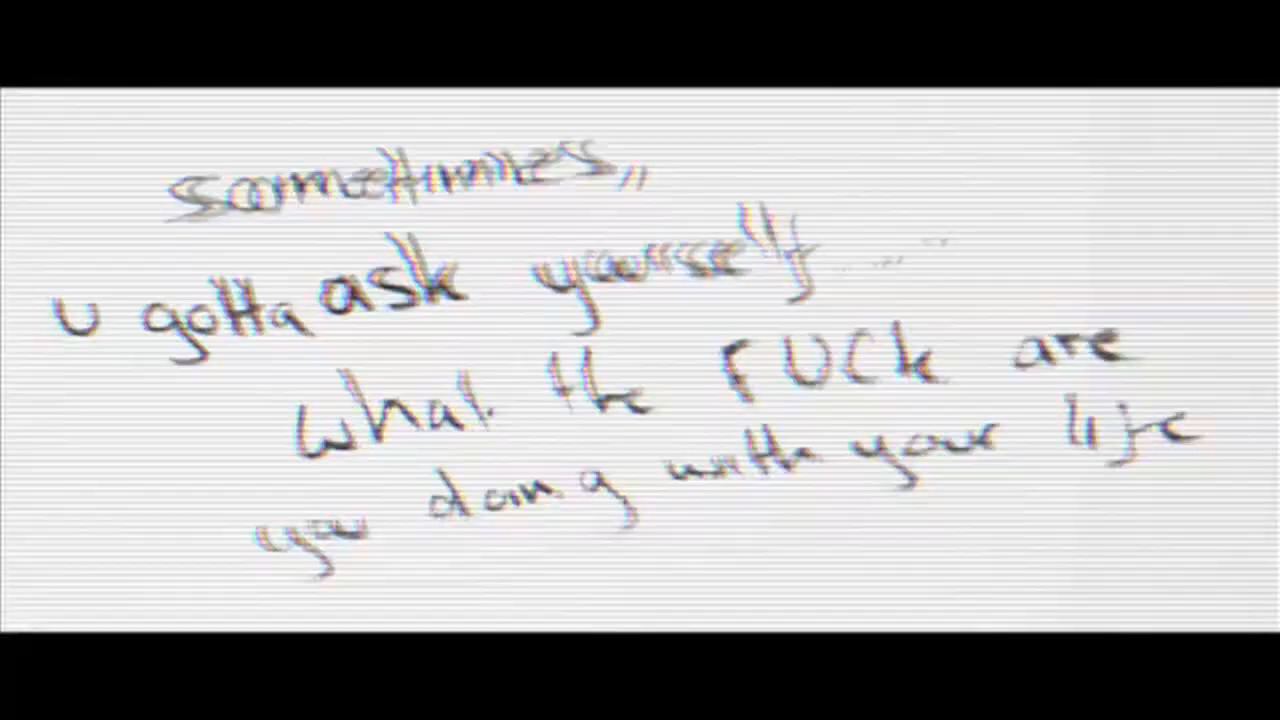 sometimes,,
u gotta ask yourself.......
what the FUCk are
you doing with your life